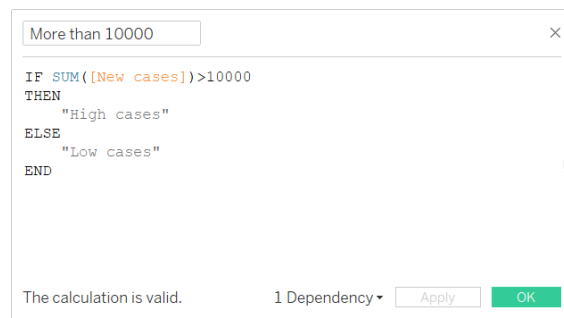 More than 10000
IF SUM([New cases])>10000
THEN
"High cases"
ELSE
"Low cases"
END
The calculation is valid. 1 Dependency Apply OK